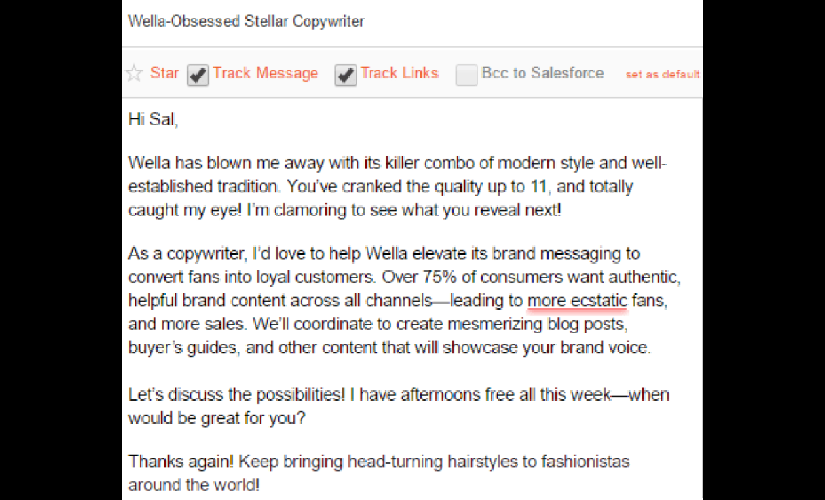 Wella-Obsessed Stellar Copywriter
Star Track Message Track Links Bcc to Salesforce set as default
Hi Sal,
Wella has blown me away with its killer combo of modern style and well-
established tradition. You've cranked the quality up to 11, and totally
caught my eye! I'm clamoring to see what you reveal next!
As a copywriter, I'd love to help Wella elevate its brand messaging to
convert fans into loyal customers. Over 75% of consumers want authentic,
helpful brand content across all channels—leading to more ecstatic fans,
and more sales. We'll coordinate to create mesmerizing blog posts,
buyer's guides, and other content that will showcase your brand voice.
Let's discuss the possibilities! I have afternoons free all this week—when
would be great for you?
Thanks again! Keep bringing head-turning hairstyles to fashionistas
around the world!